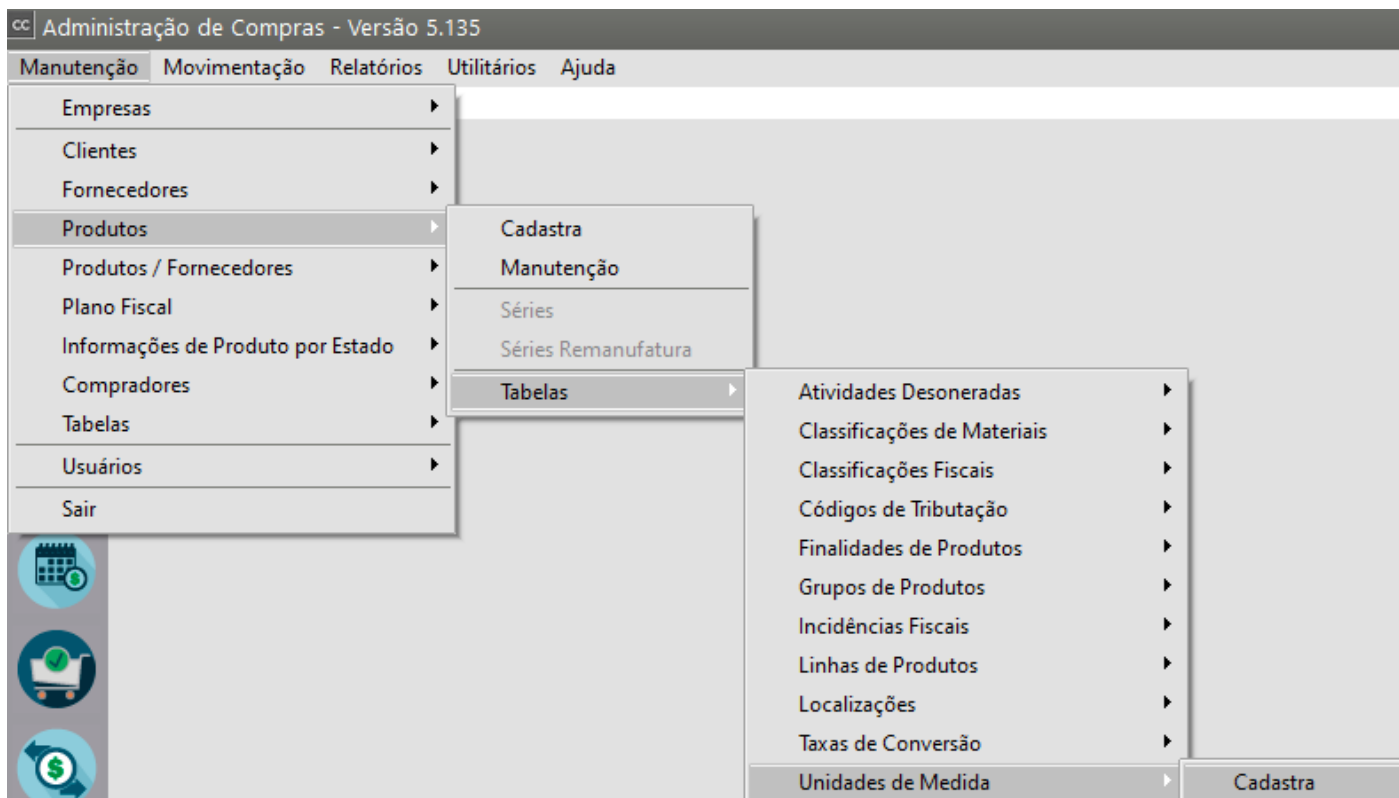 cc Administração de Compras - Versão 5.135
Manutenção Movimentação Relatórios Utilitários Ajuda
Empresas
Clientes
Fornecedores
Produtos
Produtos / Fornecedores
Plano Fiscal
Informações de Produto por Estado
Compradores
Tabelas
Usuários
Sair
Cadastra
Manutenção
Séries
Séries Remanufatura
Tabelas
Atividades Desoneradas
Classificações de Materiais
Classificações Fiscais
Códigos de Tributação
Finalidades de Produtos
Grupos de Produtos
Incidências Fiscais
Linhas de Produtos
Localizações
Taxas de Conversão
Unidades de Medida
Cadastra
$
$